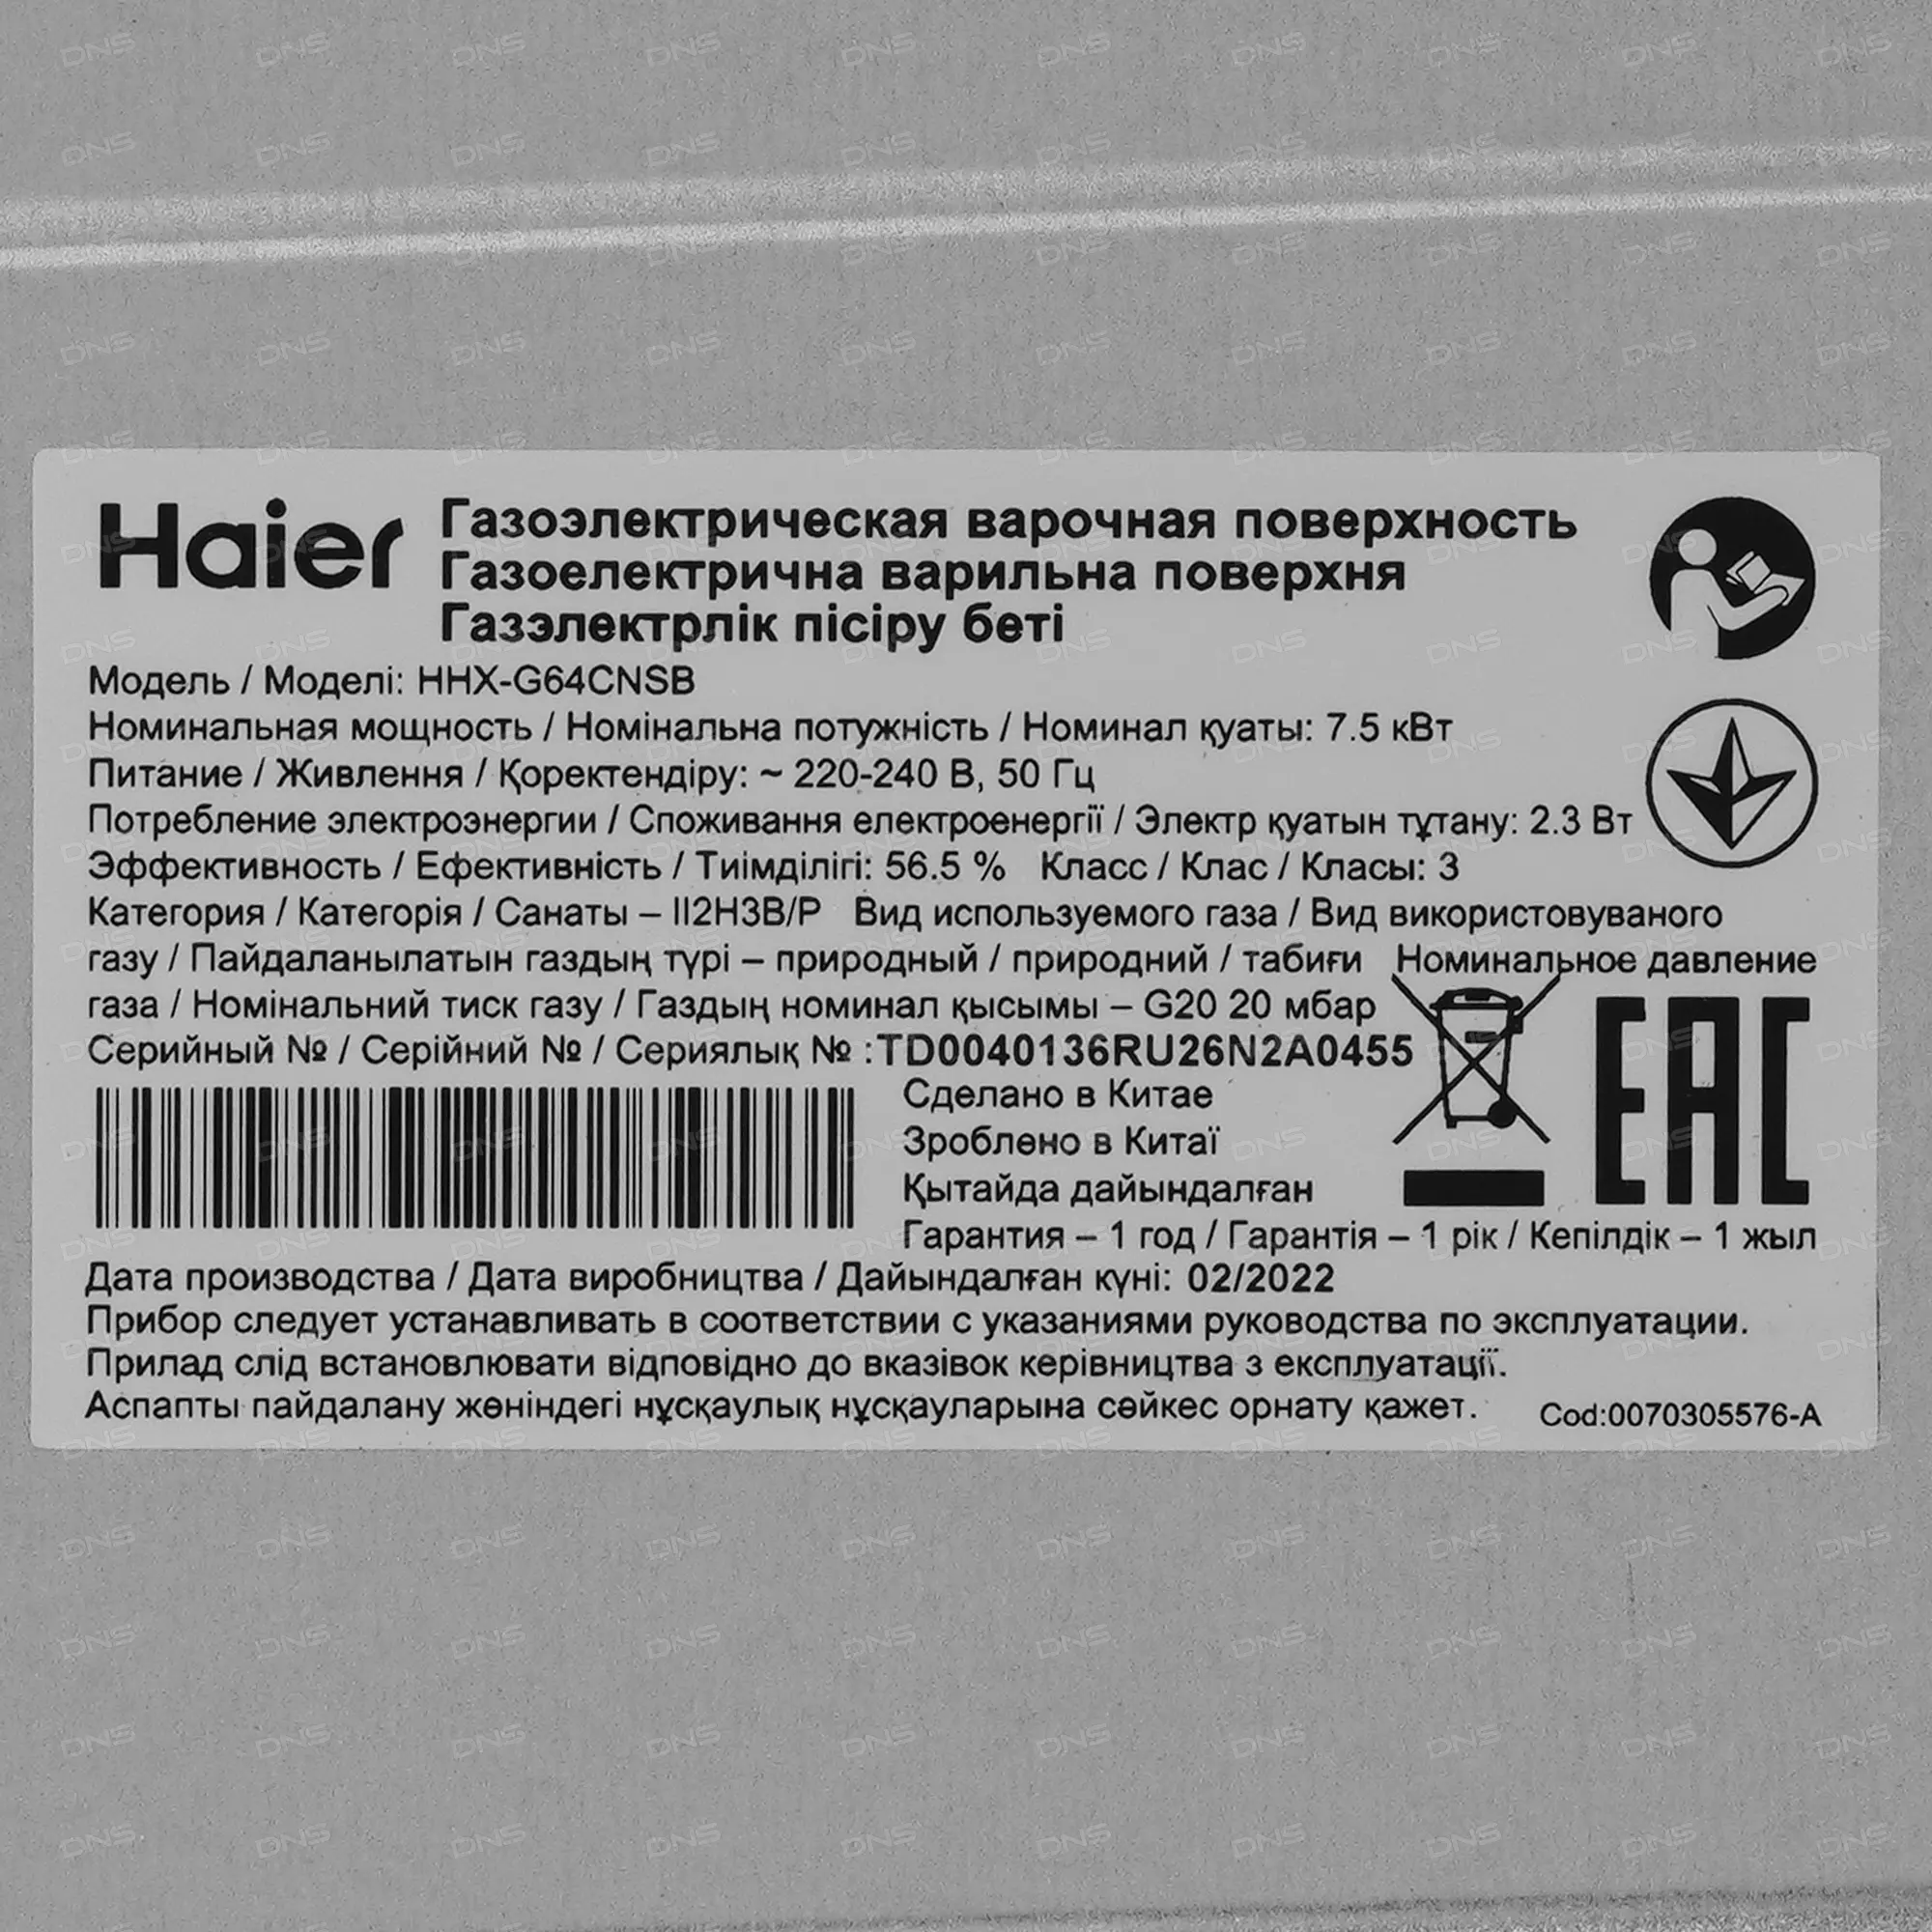 Haier
Газоэлектрическая варочная поверхность
Газоелектрична варильна поверхня
Газэлектрлік пісіру беті
Модель / Моделі: HHX-G64CNSB
Номинальная мощность / Номінальна потужність / Номинал қуаты: 7.5 кВт
Питание / Живлення / Қоректендіру: ~ 220-240 В, 50 Гц
Потребление электроэнергии / Споживання електроенергії / Электр қуатын тұтану: 2.3 Вт
Эффективность / Ефективність / Тиімділігі: 56.5 % Класс / Клас / Класы: 3
Категория / Категорія / Санаты – II2H3B/P Вид используемого газа / Вид використовуваного
газу / Пайдаланылатын газдың түрі – природный / природний / табиғи Номинальное давление
газа / Номінальний тиск газу / Газдың номинал қысымы – G20 20 мбар
Серийный № / Серійний № / Сериялық № :TD0040136RU26N2A0455
Сделано в Китае
Зроблено в Китаї
Қытайда дайындалған
EAC
Гарантия – 1 год / Гарантія – 1 рік / Кепілдік – 1 жыл
Дата производства / Дата виробництва / Дайындалған күні: 02/2022
Прибор следует устанавливать в соответствии с указаниями руководства по эксплуатации.
Прилад слід встановлювати відповідно до вказівок керівництва з експлуатації.
Аспапты пайдалану жөніндегі нұсқаулық нұсқауларына сөйкес орнату қажет.
Cod:0070305576-A